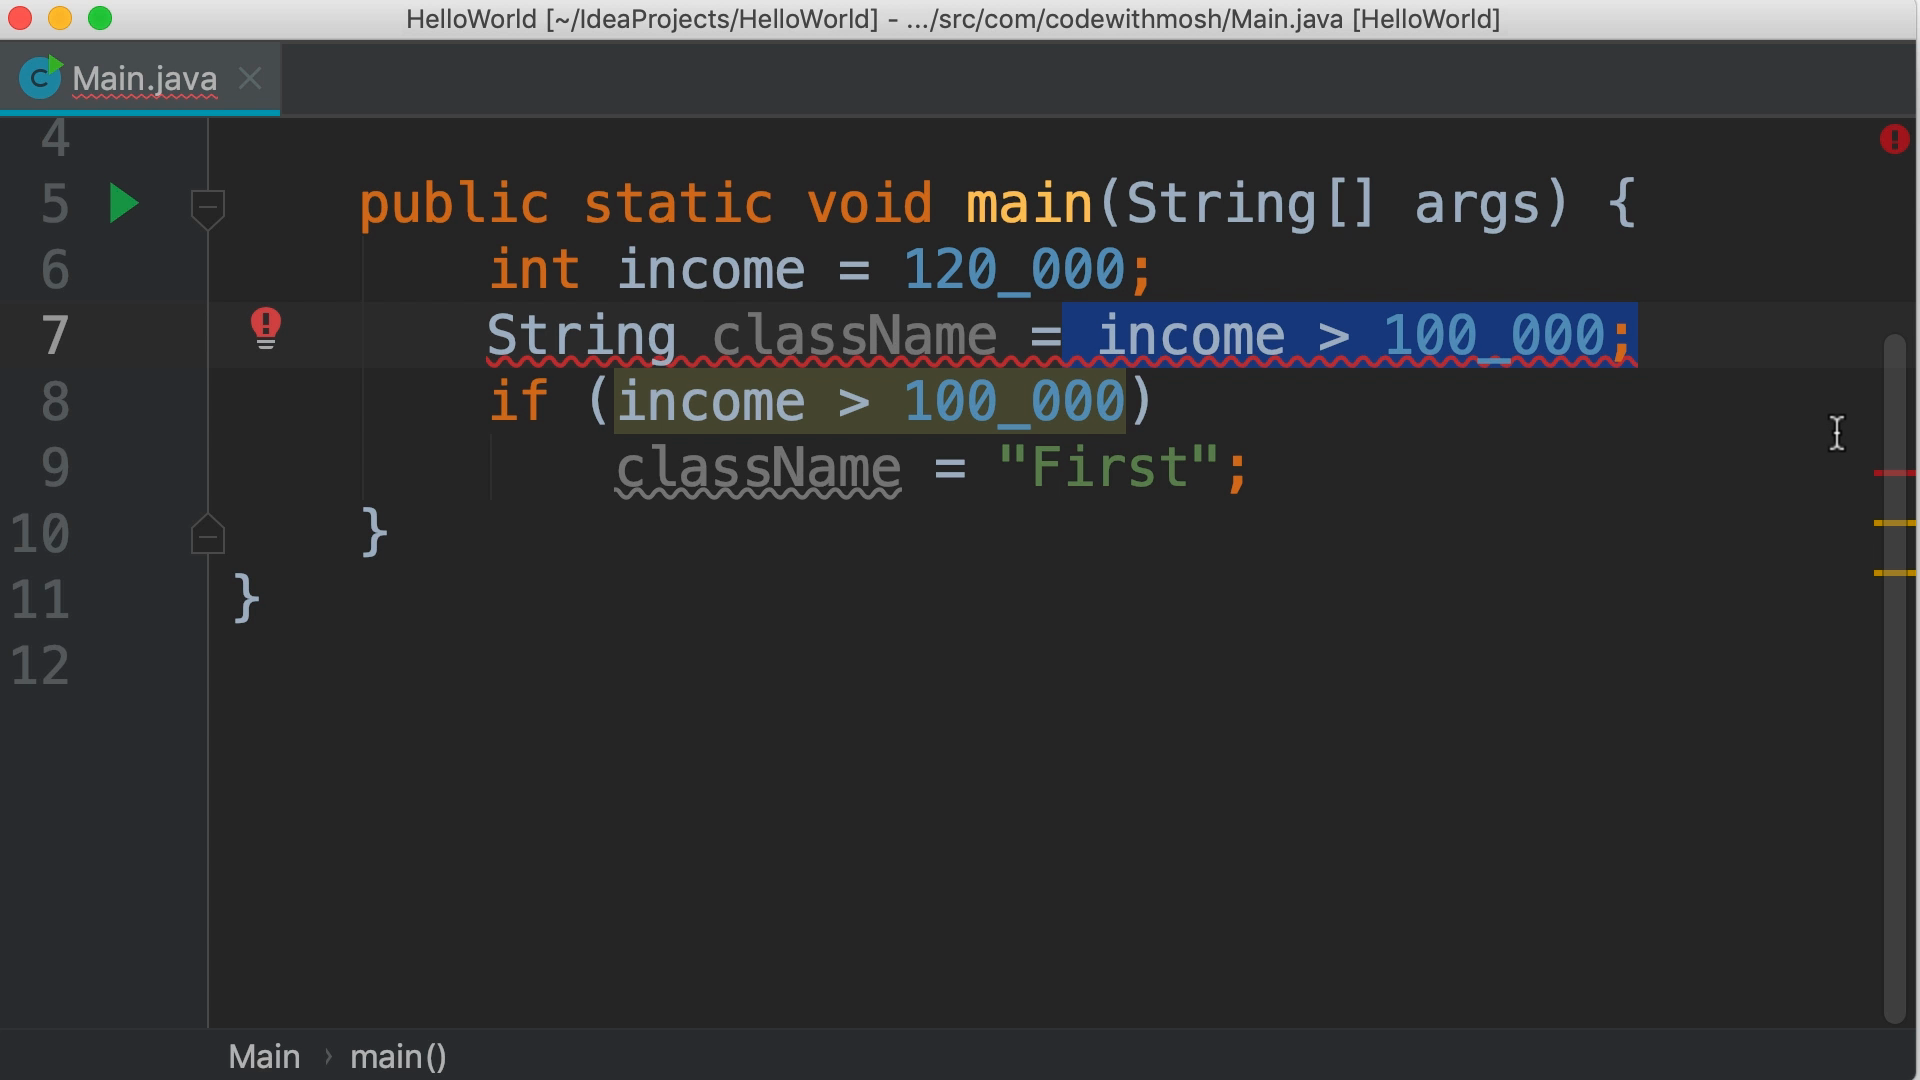 HelloWorld [~/IdeaProjects/HelloWorld] - .../src/com/codewithmosh/Main.java [HelloWorld]
C Main.java
4
5 public static void main(String[] args) {
6 int income = 120_000;
7 String className = income > 100_000;
8 if (income > 100_000)
9 className = "First";
10 }
11 }
12
Main › main()